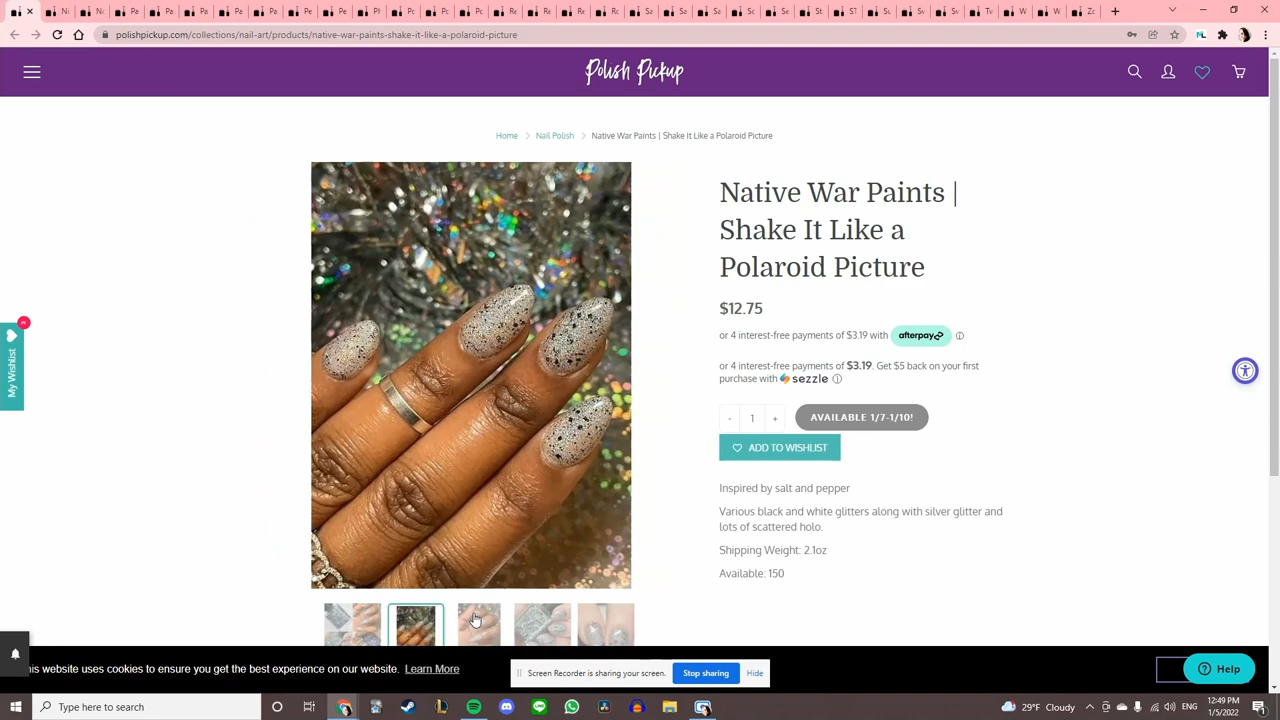 polishpickup.com/collections/nail-art/products/native-war-paints-shake-it-like-a-polaroid-picture
Polish Pickup
Home > Nail Polish > Native War Paints | Shake It Like a Polaroid Picture
Native War Paints |
Shake It Like a
Polaroid Picture
$12.75
or 4 interest-free payments of $3.19 with afterpay
or 4 interest-free payments of $3.19. Get $5 back on your first
purchase with sezzle
- 1 + AVAILABLE 1/7-1/10!
ADD TO WISHLIST
Inspired by salt and pepper
Various black and white glitters along with silver glitter and
lots of scattered holo.
Shipping Weight: 2.1oz
Available: 150
My Wishlist
his website uses cookies to ensure you get the best experience on our website. Learn More
Screen Recorder is sharing your screen. Stop sharing Hide
Help
Type here to search
29°F Cloudy
12:49 PM
1/5/2022